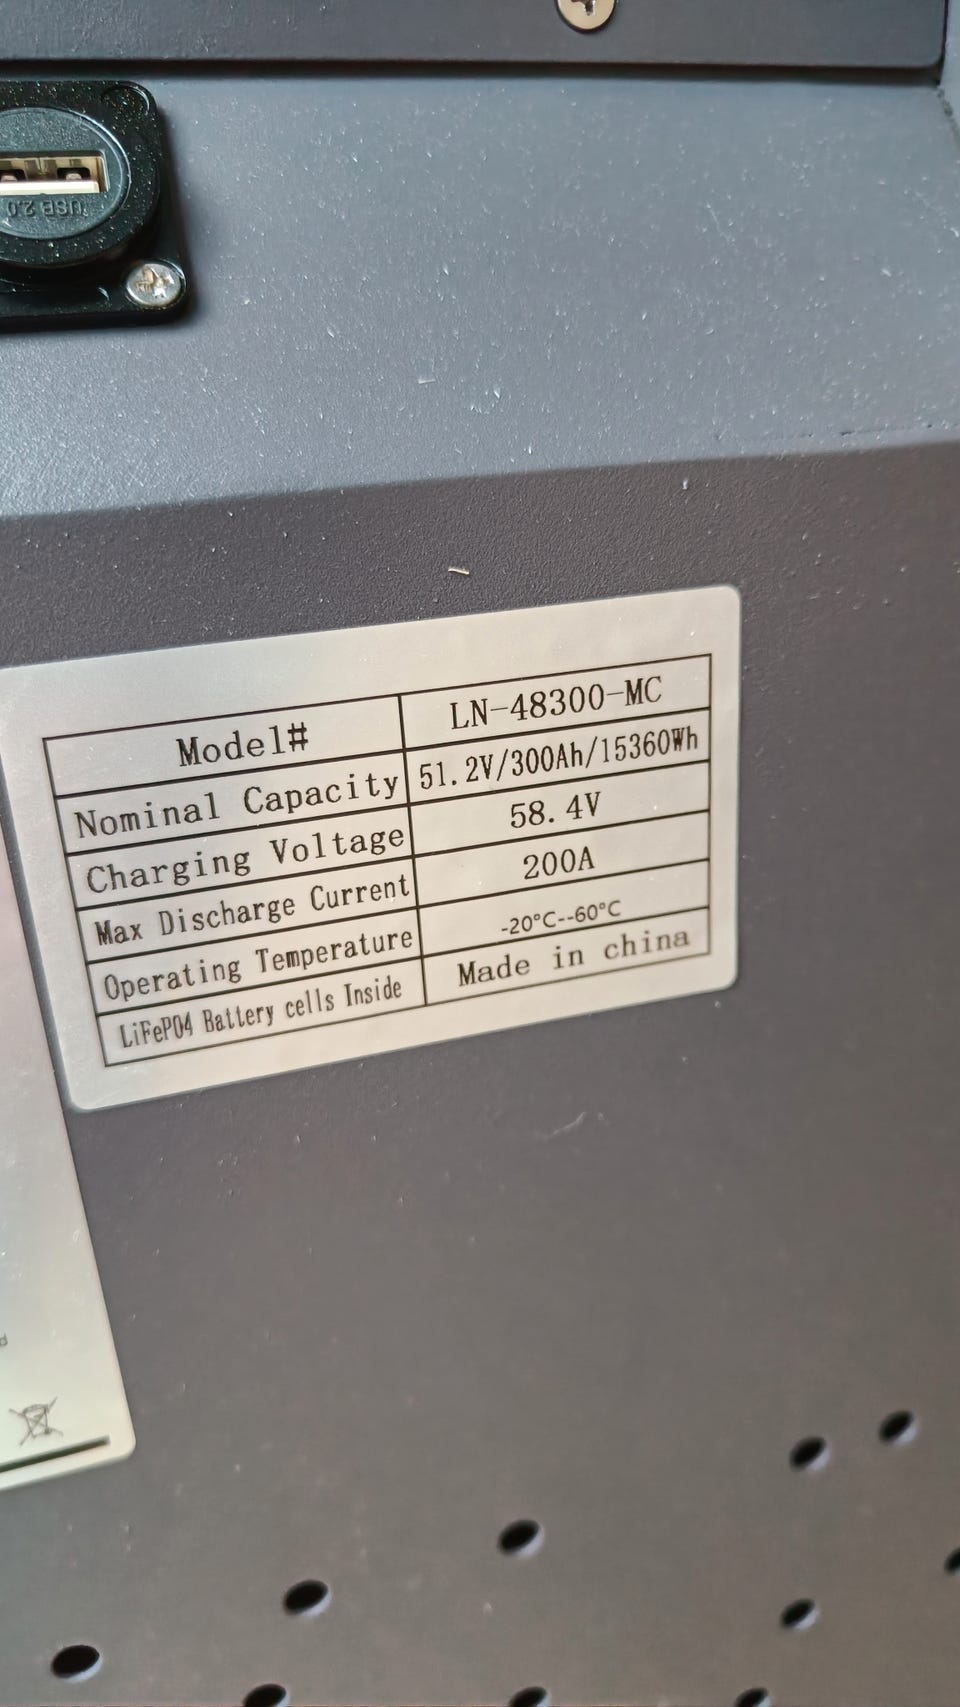 USB 2.0
Model# LN-48300-MC
Nominal Capacity 51.2V/300Ah/15360Wh
Charging Voltage 58.4V
Max Discharge Current 200A
Operating Temperature -20°C--60°C
LiFePO4 Battery cells Inside Made in china